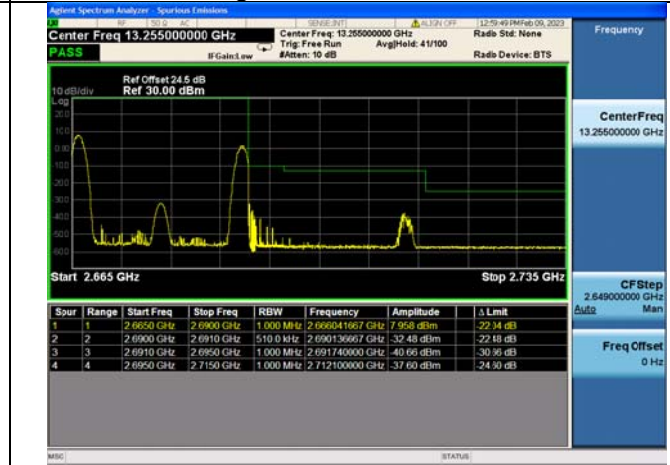 Agilent Spectrum Analyzer - Spurious Emissions
RF 50 Ω AC SENSE:INT ALIGN OFF 12:59:49 PM Feb 09, 2023
Center Freq 13.255000000 GHz Center Freq: 13.255000000 GHz Radio Std: None Frequency
PASS Trig: Free Run Avg|Hold: 41/100
IFGain:Low #Atten: 10 dB Radio Device: BTS
Ref Offset 24.5 dB
10 dB/div Ref 30.00 dBm
Log
20.0
10.0
0.00
-10.0
-20.0
-30.0
-40.0
-50.0
-60.0
Start 2.665 GHz Stop 2.735 GHz
CenterFreq
13.255000000 GHz
CF Step
2.649000000 GHz
Auto Man
Freq Offset
0 Hz
Spur Range Start Freq Stop Freq RBW Frequency Amplitude Δ Limit
1 1 2.6650 GHz 2.6900 GHz 1.000 MHz 2.666041667 GHz 7.958 dBm -22.04 dB
2 2 2.6900 GHz 2.6910 GHz 510.0 kHz 2.690136667 GHz -32.48 dBm -22.48 dB
3 3 2.6910 GHz 2.6950 GHz 1.000 MHz 2.691740000 GHz -40.66 dBm
4 4 2.6950 GHz 2.7150 GHz 1.000 MHz 2.712100000 GHz -37.60 dBm -24.60 dB
MSG STATUS